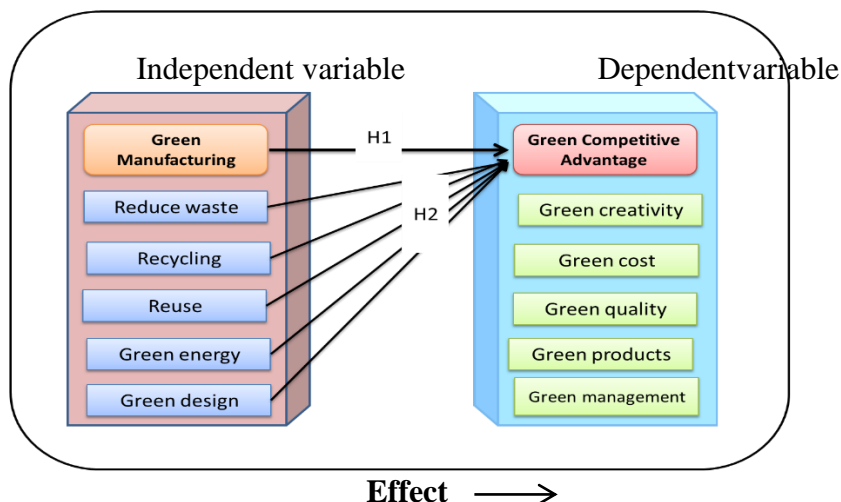 Independent variable
Dependentvariable
Green
Manufacturing
H1
Green Competitive
Advantage
Reduce waste
H2
Green creativity
Recycling
Green cost
Reuse
Green quality
Green energy
Green products
Green design
Green management
Effect